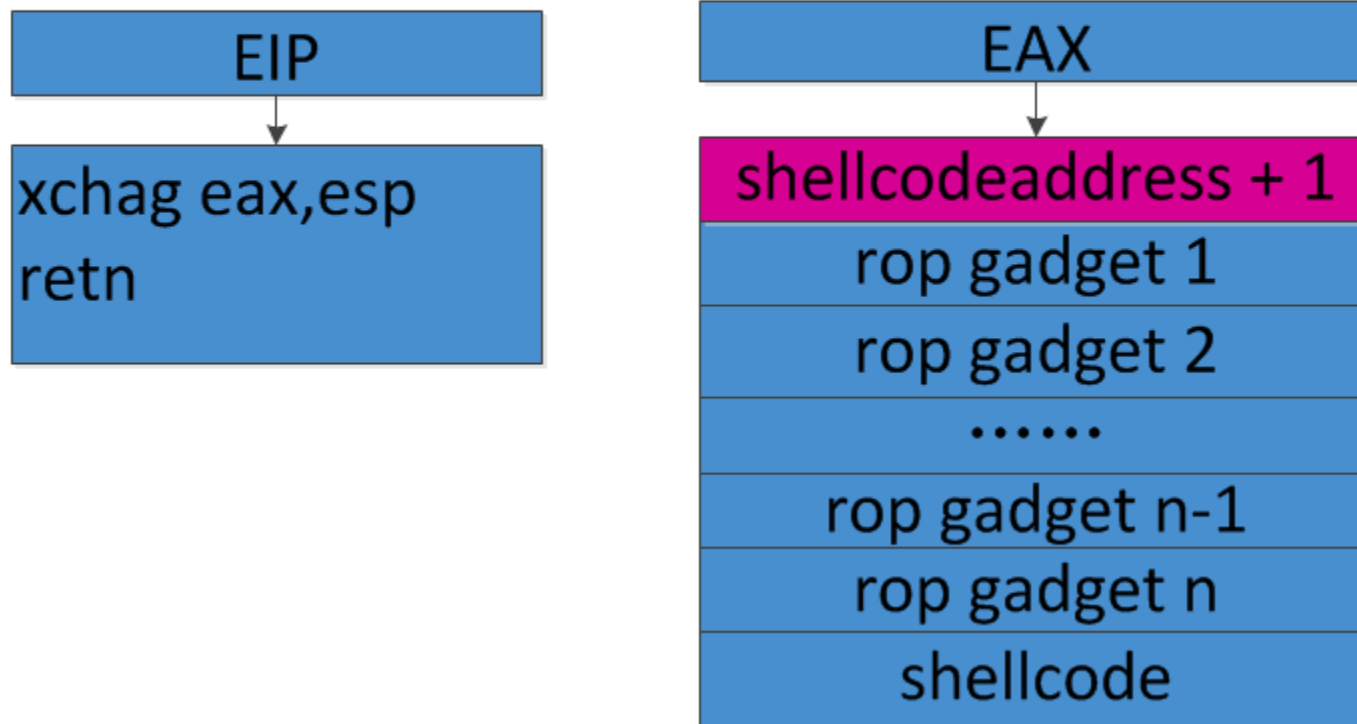 EIP
xchag eax,esp
retn
EAX
shellcodeaddress + 1
rop gadget 1
rop gadget 2
······
rop gadget n-1
rop gadget n
shellcode